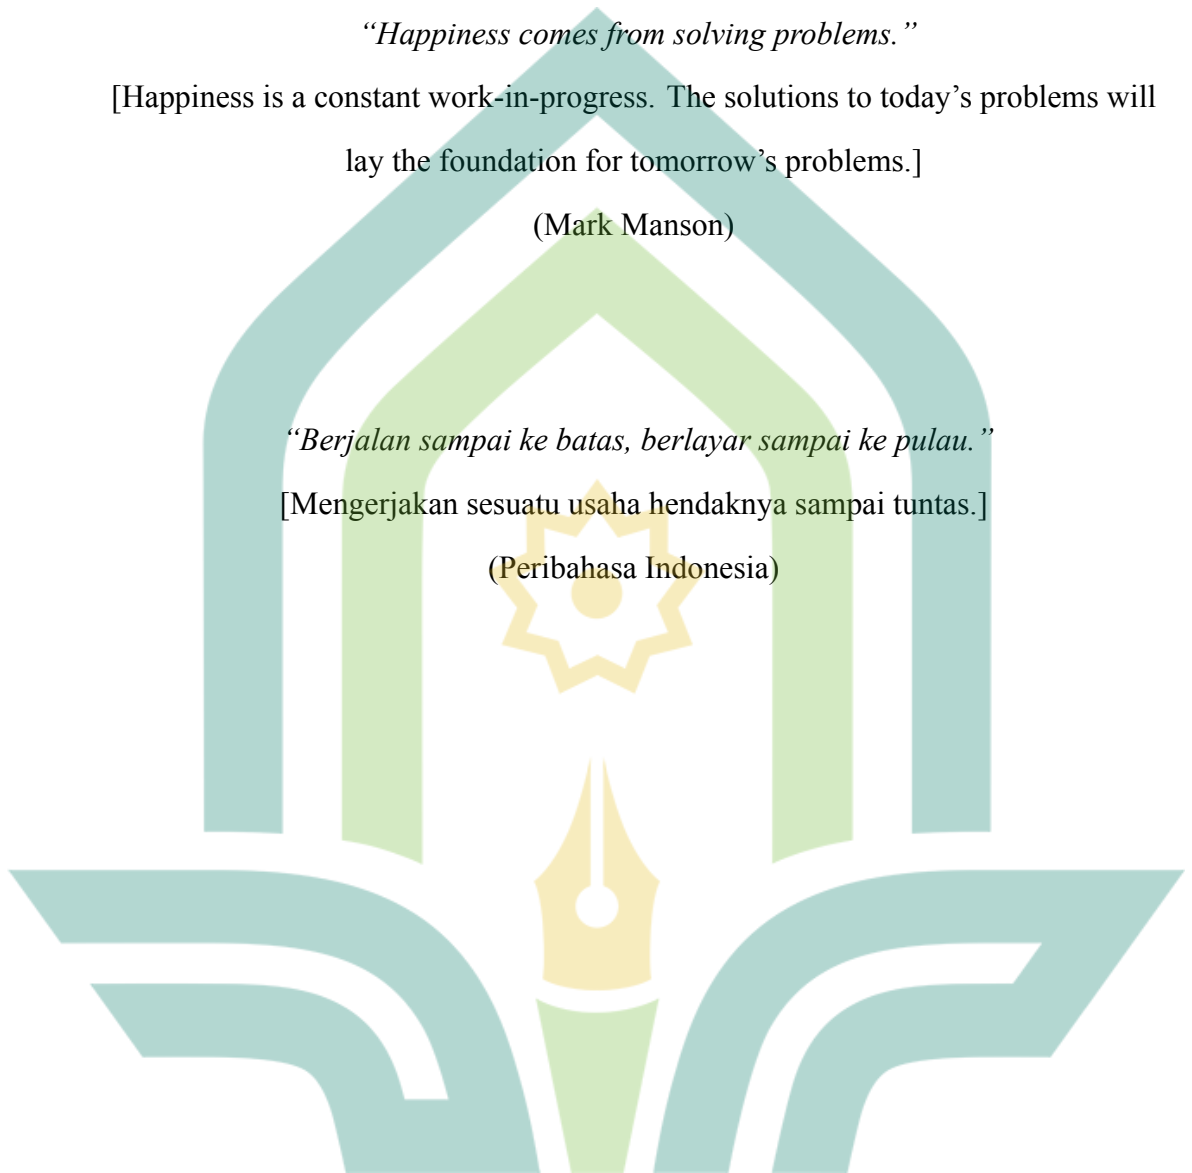 “Happiness comes from solving problems.”
[Happiness is a constant work-in-progress. The solutions to today’s problems will
lay the foundation for tomorrow’s problems.]
(Mark Manson)
“Berjalan sampai ke batas, berlayar sampai ke pulau.”
[Mengerjakan sesuatu usaha hendaknya sampai tuntas.]
(Peribahasa Indonesia)